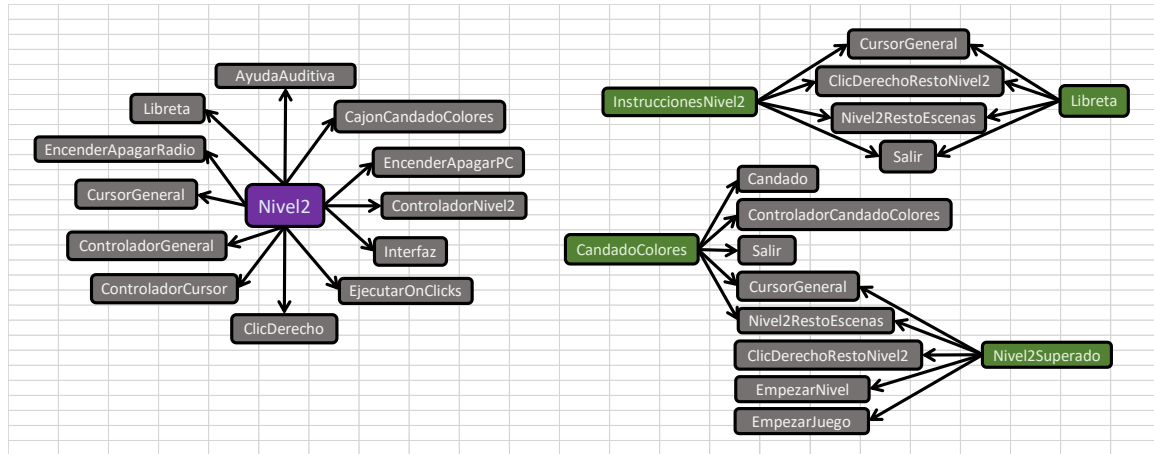 AyudaAuditiva
Libreta
CajonCandadoColores
EncenderApagarRadio
EncenderApagarPC
CursorGeneral
Nivel2
ControladorNivel2
ControladorGeneral
Interfaz
ControladorCursor
EjecutarOnClicks
ClicDerecho
CursorGeneral
ClicDerechoRestoNivel2
InstruccionesNivel2
Libreta
Nivel2RestoEscenas
Salir
Candado
ControladorCandadoColores
CandadoColores
Salir
CursorGeneral
Nivel2RestoEscenas
ClicDerechoRestoNivel2
Nivel2Superado
EmpezarNivel
EmpezarJuego